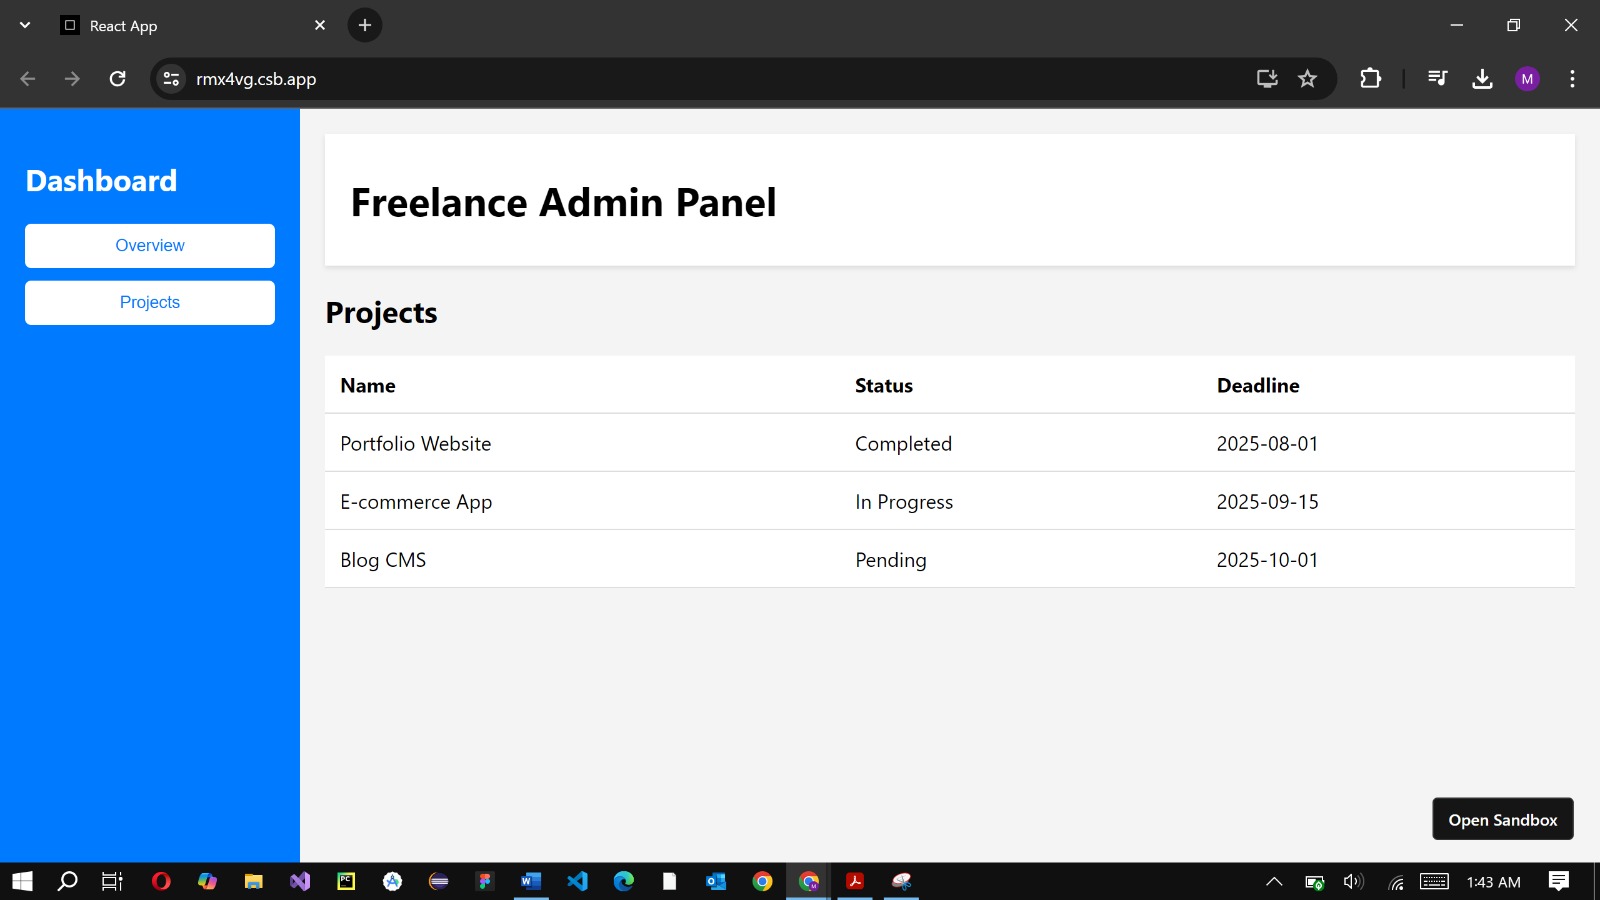 React App
rmx4vg.csb.app
M
Dashboard
Overview
Projects
Freelance Admin Panel
Projects
Name Status Deadline
Portfolio Website Completed 2025-08-01
E-commerce App In Progress 2025-09-15
Blog CMS Pending 2025-10-01
Open Sandbox
1:43 AM